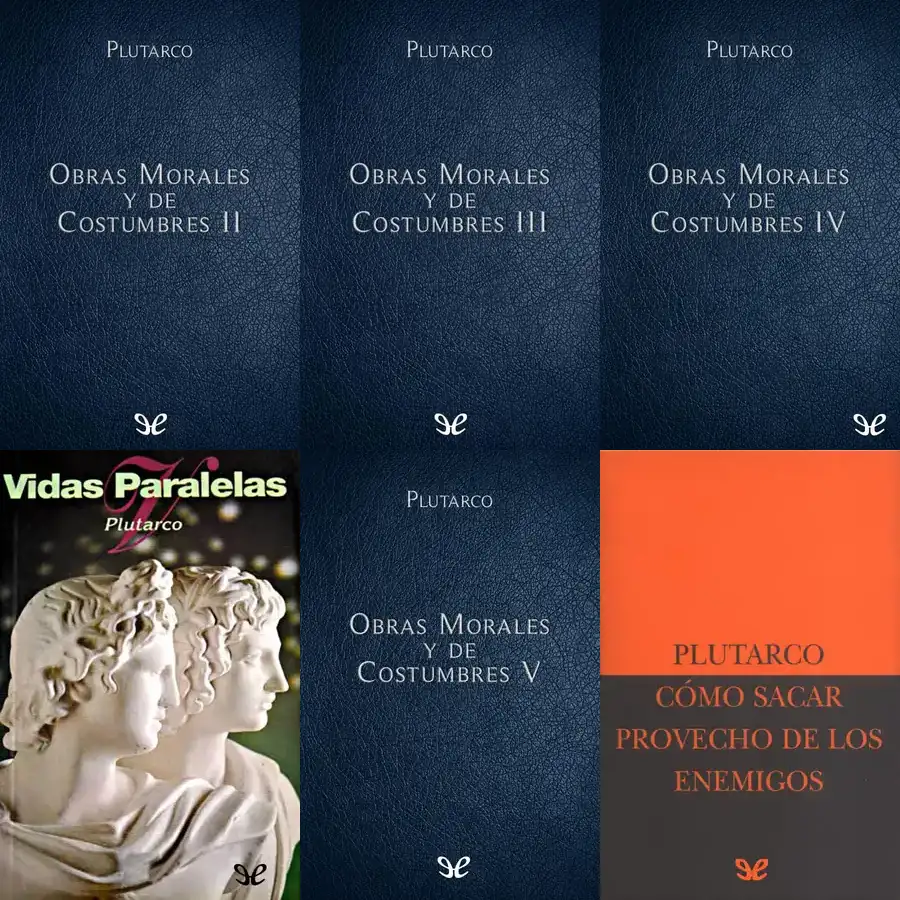 Plutarco
Obras Morales
y de
Costumbres II
Plutarco
Obras Morales
y de
Costumbres III
Plutarco
Obras Morales
y de
Costumbres IV
Vidas Paralelas
V
Plutarco
Plutarco
Obras Morales
y de
Costumbres V
PLUTARCO
CÓMO SACAR
PROVECHO DE LOS
ENEMIGOS